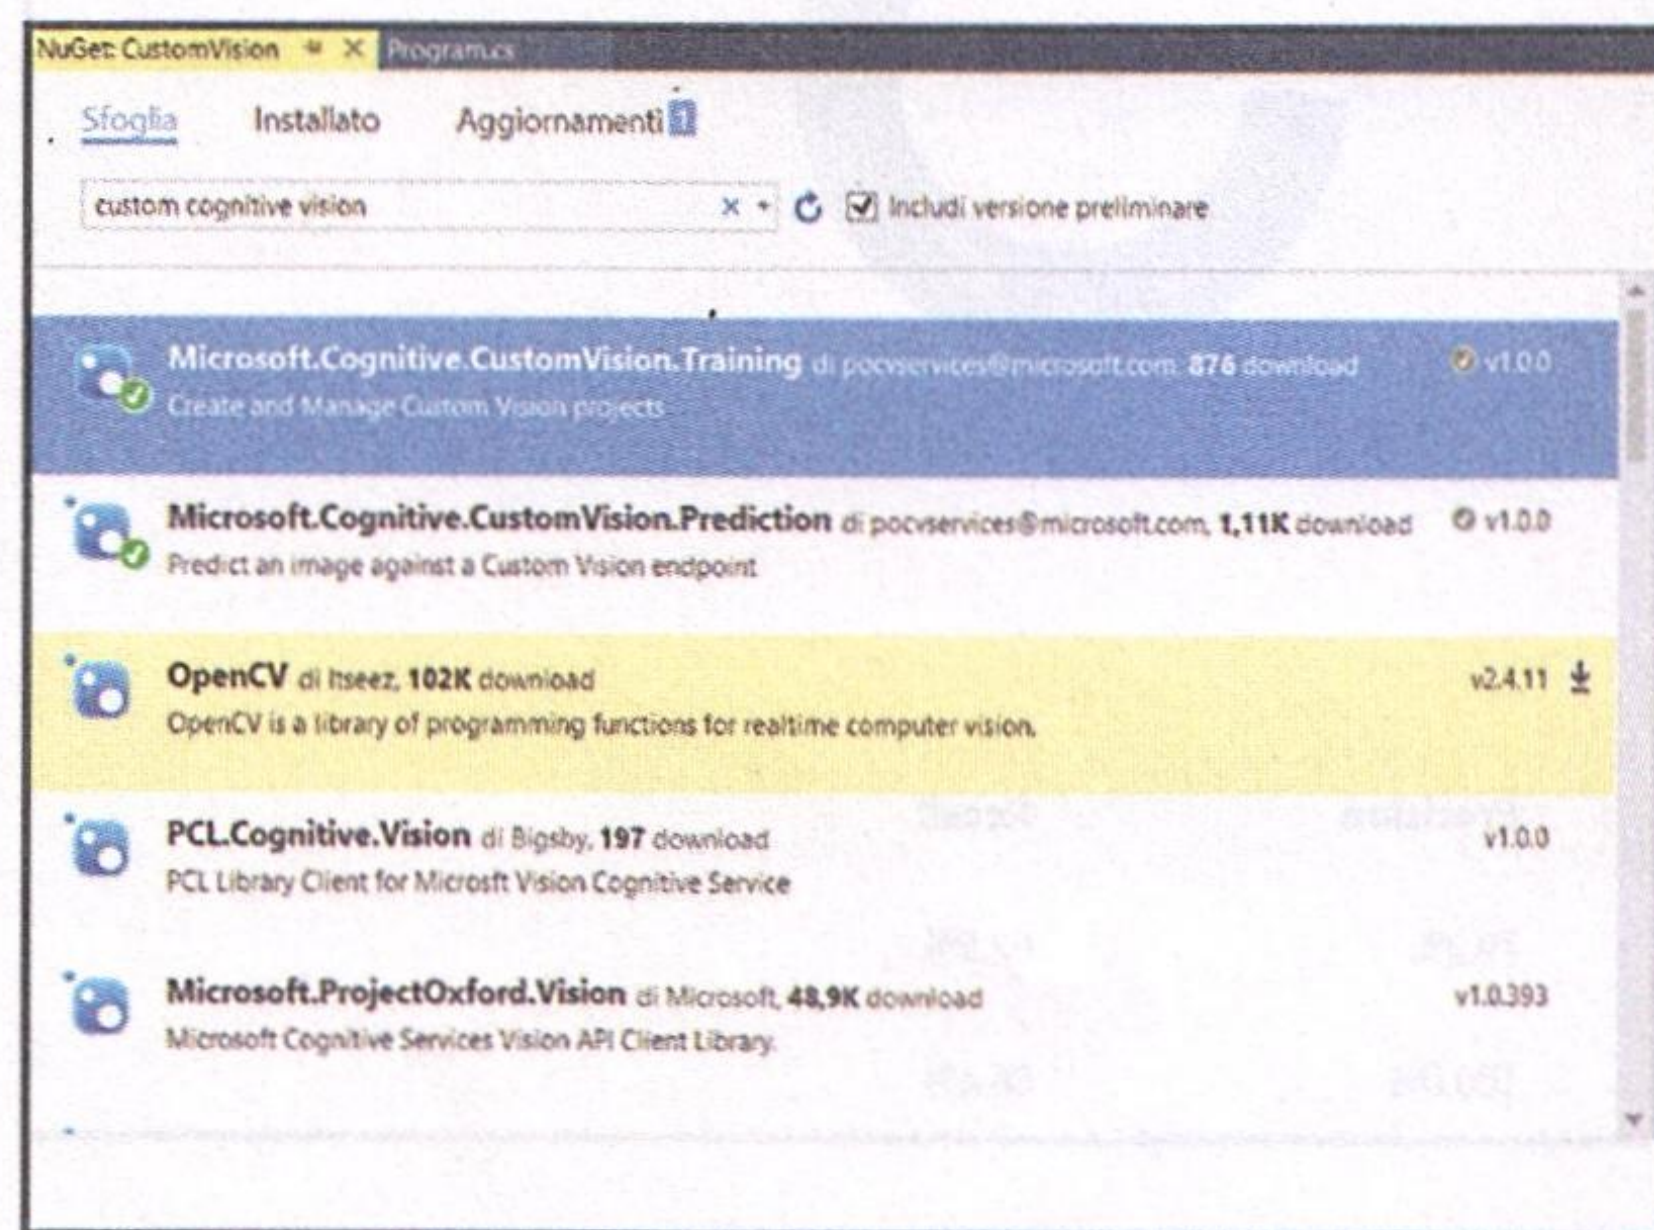 NuGet: CustomVision Program.cs
Sfoglia Installato Aggiornamenti 1
custom cognitive vision Includi versione preliminare
Microsoft.Cognitive.CustomVision.Training di pocvservices@microsoft.com, 876 download v1.0.0
Create and Manage Custom Vision projects
Microsoft.Cognitive.CustomVision.Prediction di pocvservices@microsoft.com, 1,11K download v1.0.0
Predict an image against a Custom Vision endpoint
OpenCV di Itseez, 102K download v2.4.11
OpenCV is a library of programming functions for realtime computer vision.
PCL.Cognitive.Vision di Bigsby, 197 download v1.0.0
PCL Library Client for Microsft Vision Cognitive Service
Microsoft.ProjectOxford.Vision di Microsoft, 48,9K download v1.0.393
Microsoft Cognitive Services Vision API Client Library.